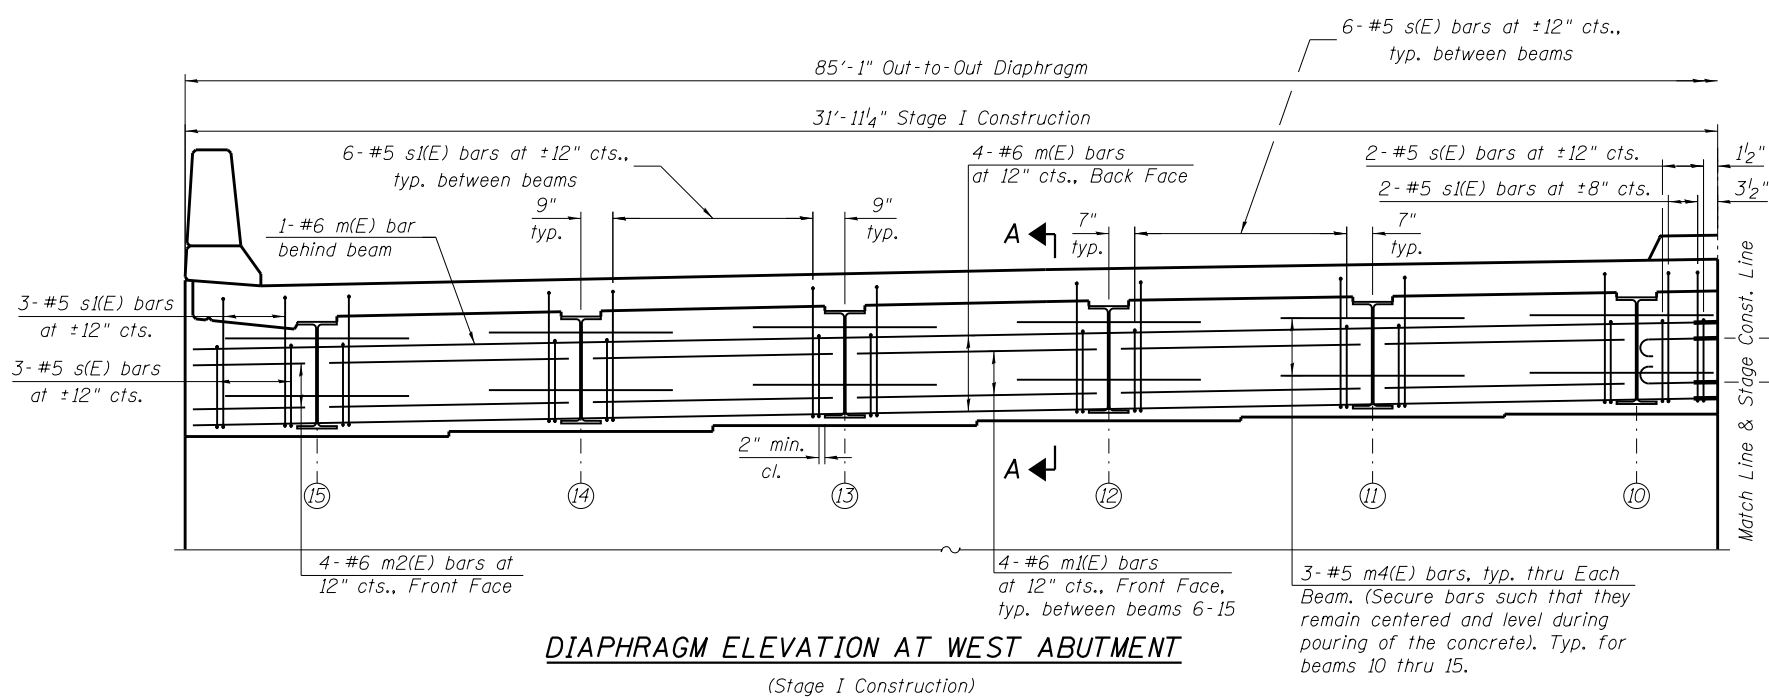 6-#5 s(E) bars at ±12" cts.,
typ. between beams
85'-1" Out-to-Out Diaphragm
31'-11¼" Stage I Construction
6-#5 s1(E) bars at ±12" cts.,
typ. between beams
4-#6 m(E) bars
at 12" cts., Back Face
2-#5 s(E) bars at ±12" cts.
1½"
2-#5 s1(E) bars at ±8" cts.
3½"
9"
typ.
9"
typ.
7"
typ.
7"
typ.
A
1-#6 m(E) bar
behind beam
3-#5 s1(E) bars
at ±12" cts.
3-#5 s(E) bars
at ±12" cts.
2" min.
cl.
A
15
14
13
12
11
10
Match Line & Stage Const. Line
4-#6 m2(E) bars at
12" cts., Front Face
4-#6 m1(E) bars
at 12" cts., Front Face,
typ. between beams 6-15
3-#5 m4(E) bars, typ. thru Each
Beam. (Secure bars such that they
remain centered and level during
pouring of the concrete). Typ. for
beams 10 thru 15.
DIAPHRAGM ELEVATION AT WEST ABUTMENT
(Stage I Construction)